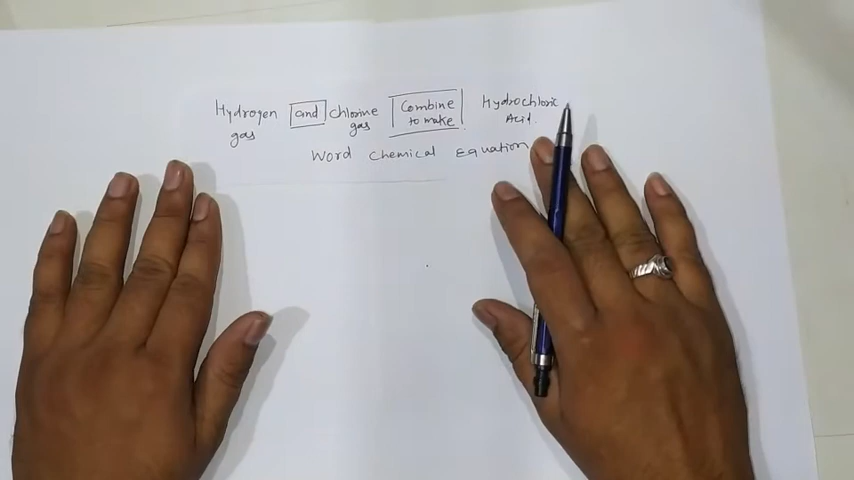 Hydrogen and Chlorine Combine Hydrochloric
gas gas to make Acid.
Word Chemical Equation